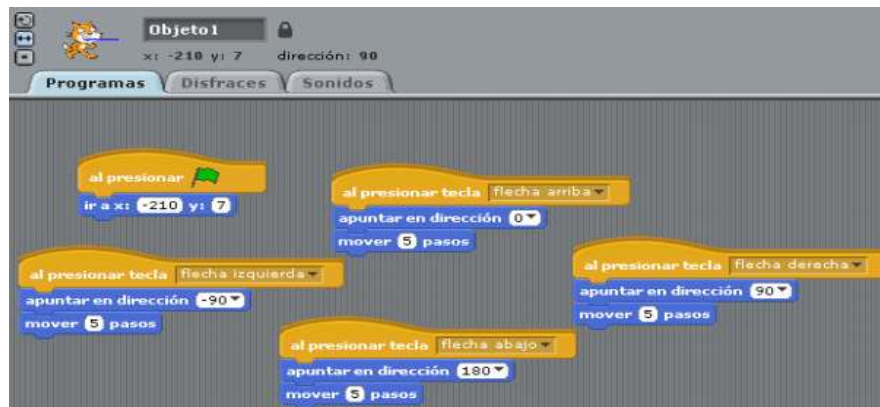 Objeto1
x: -210 y: 7 dirección: 90
Programas Disfraces Sonidos
al presionar
ir a x: -210 y: 7
al presionar tecla flecha arriba
apuntar en dirección 0
mover 5 pasos
al presionar tecla flecha izquierda
apuntar en dirección -90
mover 5 pasos
al presionar tecla flecha derecha
apuntar en dirección 90
mover 5 pasos
al presionar tecla flecha abajo
apuntar en dirección 180
mover 5 pasos